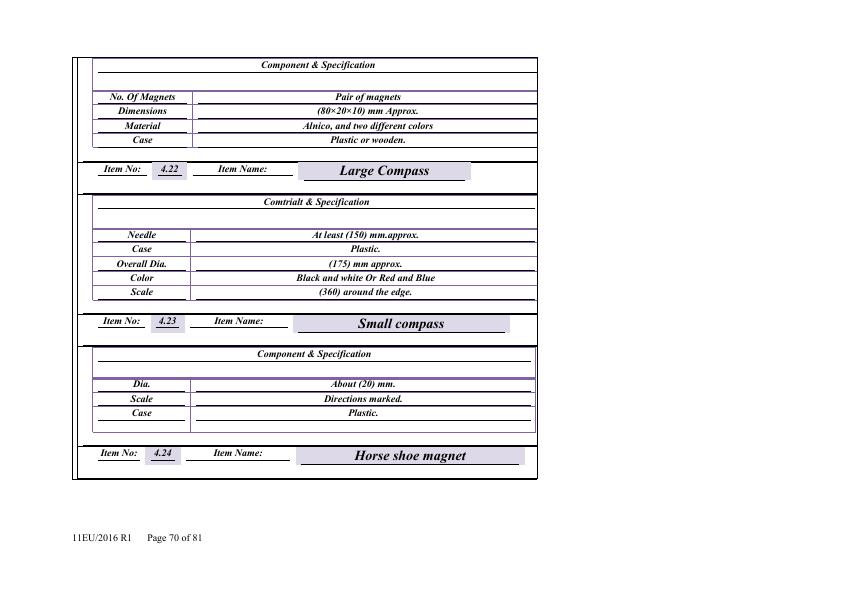 Component & Specification
No. Of Magnets Pair of magnets
Dimensions (80×20×10) mm Approx.
Material Alnico, and two different colors
Case Plastic or wooden.
Item No: 4.22 Item Name: Large Compass
Comtrialt & Specification
Needle At least (150) mm.approx.
Case Plastic.
Overall Dia. (175) mm approx.
Color Black and white Or Red and Blue
Scale (360) around the edge.
Item No: 4.23 Item Name: Small compass
Component & Specification
Dia. About (20) mm.
Scale Directions marked.
Case Plastic.
Item No: 4.24 Item Name: Horse shoe magnet
11EU/2016 R1 Page 70 of 81